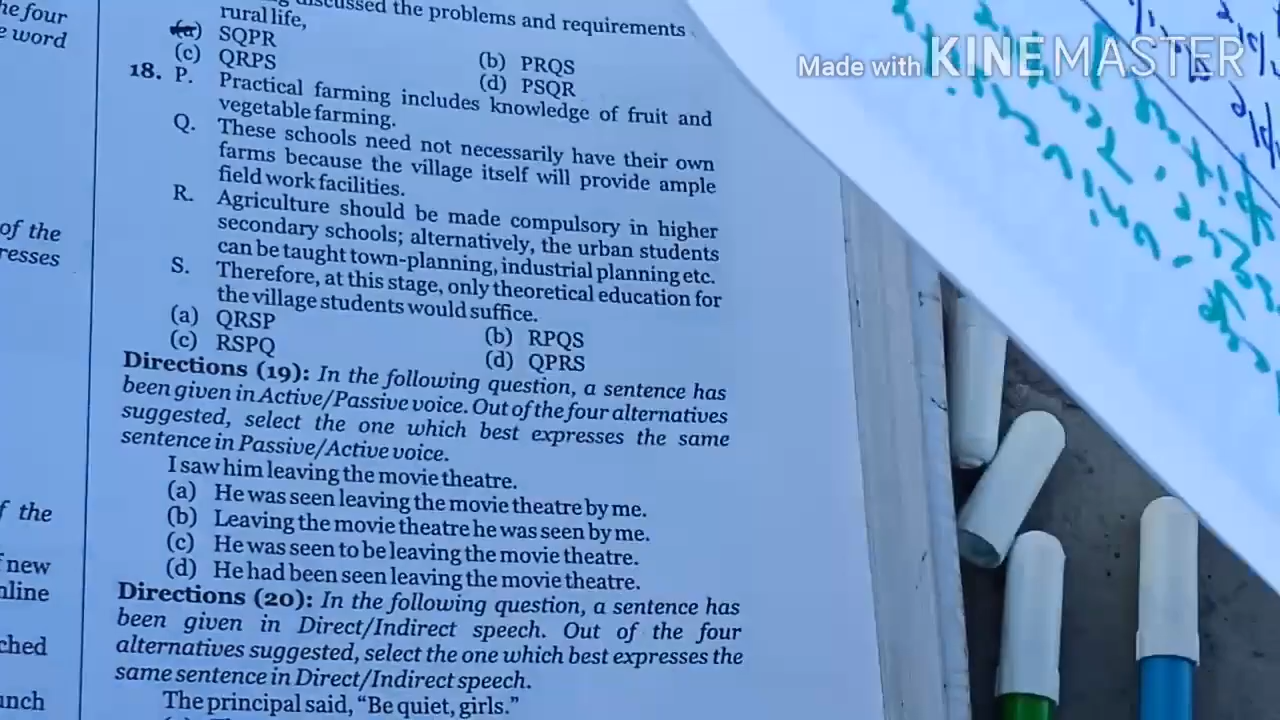 he four
e word
of the
resses
f the
new
nline
ched
unch
discussed the problems and requirements
rural life,
(a) SQPR
(b) PRQS
(c) QRPS
(d) PSQR
18. P. Practical farming includes knowledge of fruit and
vegetable farming.
Q. These schools need not necessarily have their own
farms because the village itself will provide ample
field work facilities.
R. Agriculture should be made compulsory in higher
secondary schools; alternatively, the urban students
can be taught town-planning, industrial planning etc.
S. Therefore, at this stage, only theoretical education for
the village students would suffice.
(a) QRSP
(b) RPQS
(c) RSPQ
(d) QPRS
Directions (19): In the following question, a sentence has
been given in Active/Passive voice. Out of the four alternatives
suggested, select the one which best expresses the same
sentence in Passive/Active voice.
I saw him leaving the movie theatre.
(a) He was seen leaving the movie theatre by me.
(b) Leaving the movie theatre he was seen by me.
(c) He was seen to be leaving the movie theatre.
(d) He had been seen leaving the movie theatre.
Directions (20): In the following question, a sentence has
been given in Direct/Indirect speech. Out of the four
alternatives suggested, select the one which best expresses the
same sentence in Direct/Indirect speech.
The principal said, “Be quiet, girls.”
Made with KINEMASTER